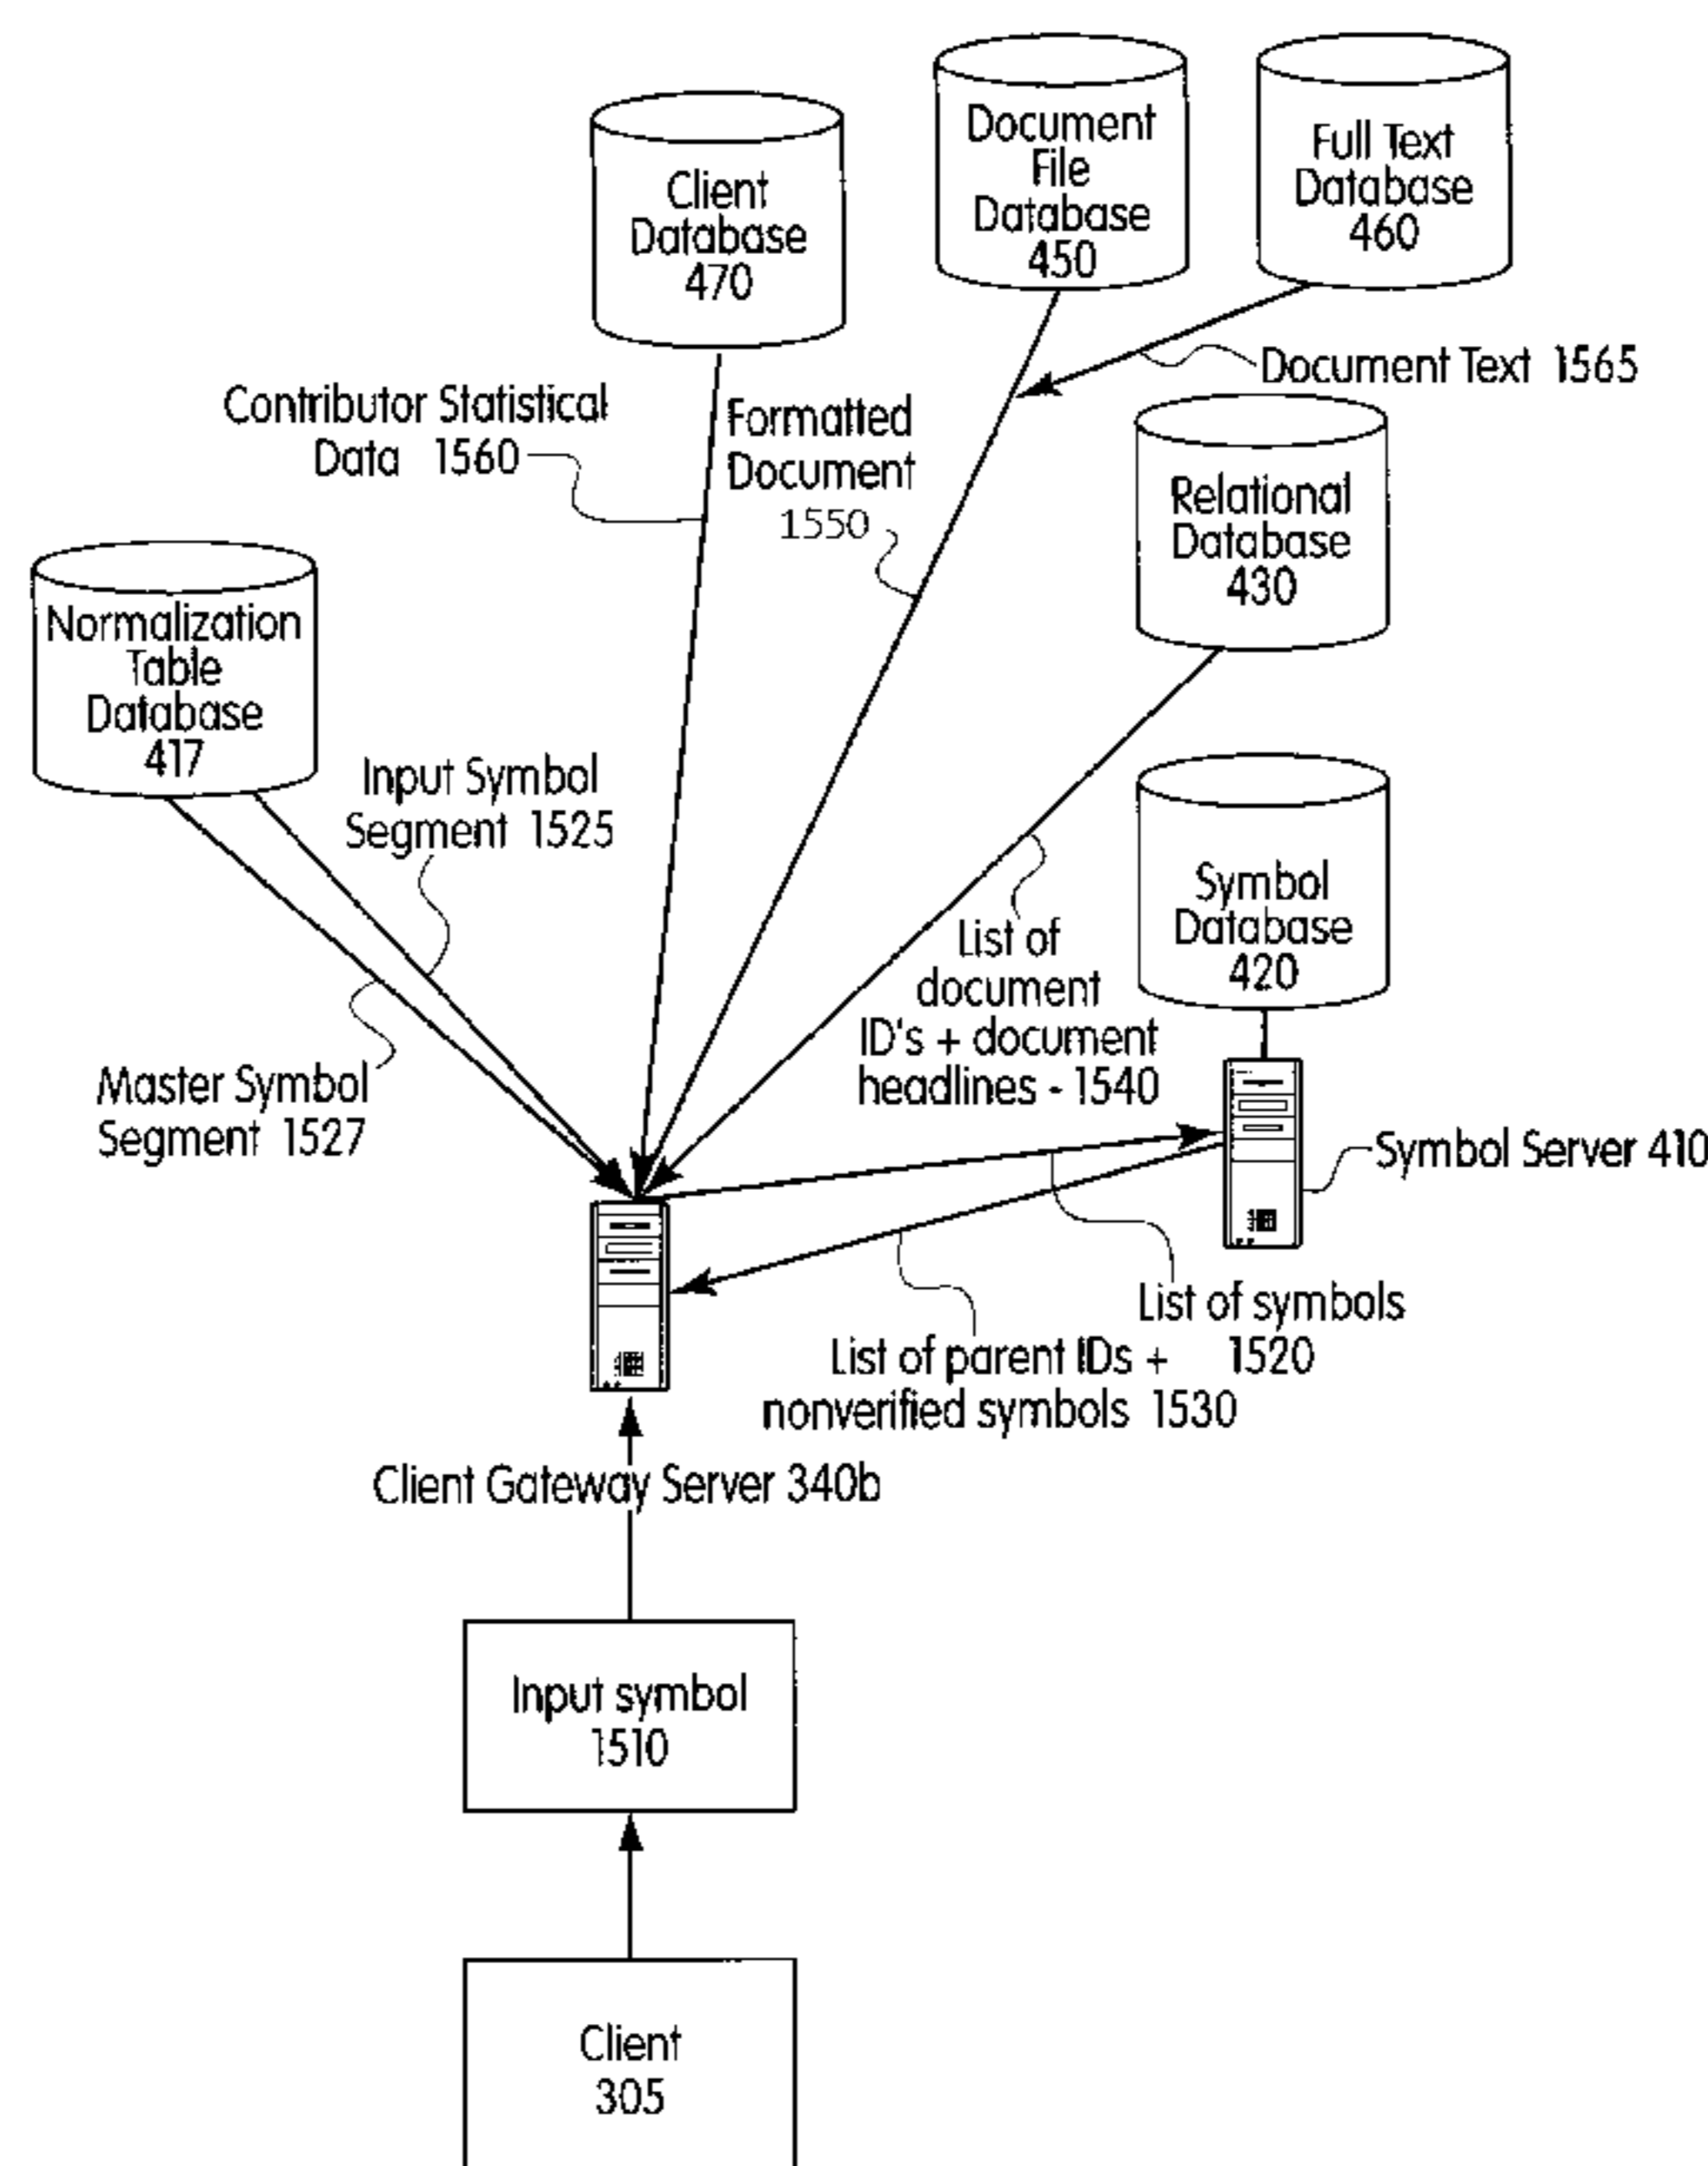 Document
File
Database
450
Full Text
Database
460
Client
Database
470
Document Text 1565
Contributor Statistical
Data 1560
Formatted
Document
1550
Relational
Database
430
Normalization
Table
Database
417
Input Symbol
Segment 1525
Symbol
Database
420
List of
document
ID's + document
headlines - 1540
Master Symbol
Segment 1527
Symbol Server 410
List of symbols
1520
List of parent IDs +
nonverified symbols 1530
Client Gateway Server 340b
Input symbol
1510
Client
305